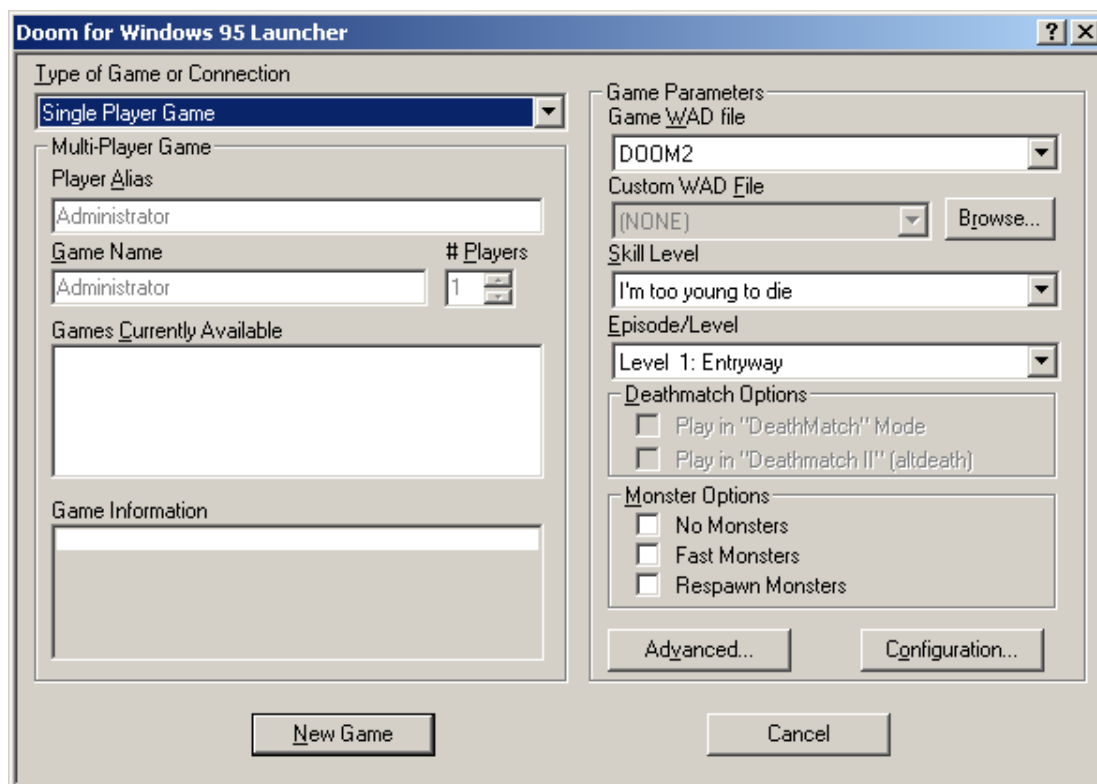 Doom for Windows 95 Launcher
Type of Game or Connection
Single Player Game
Multi-Player Game
Player Alias
Administrator
Game Name # Players
Administrator 1
Games Currently Available
Game Information
New Game
Game Parameters
Game WAD file
DOOM2
Custom WAD File
(NONE) Browse...
Skill Level
I'm too young to die
Episode/Level
Level 1: Entryway
Deathmatch Options
Play in "DeathMatch" Mode
Play in "Deathmatch II" (altdeath)
Monster Options
No Monsters
Fast Monsters
Respawn Monsters
Advanced... Configuration...
Cancel